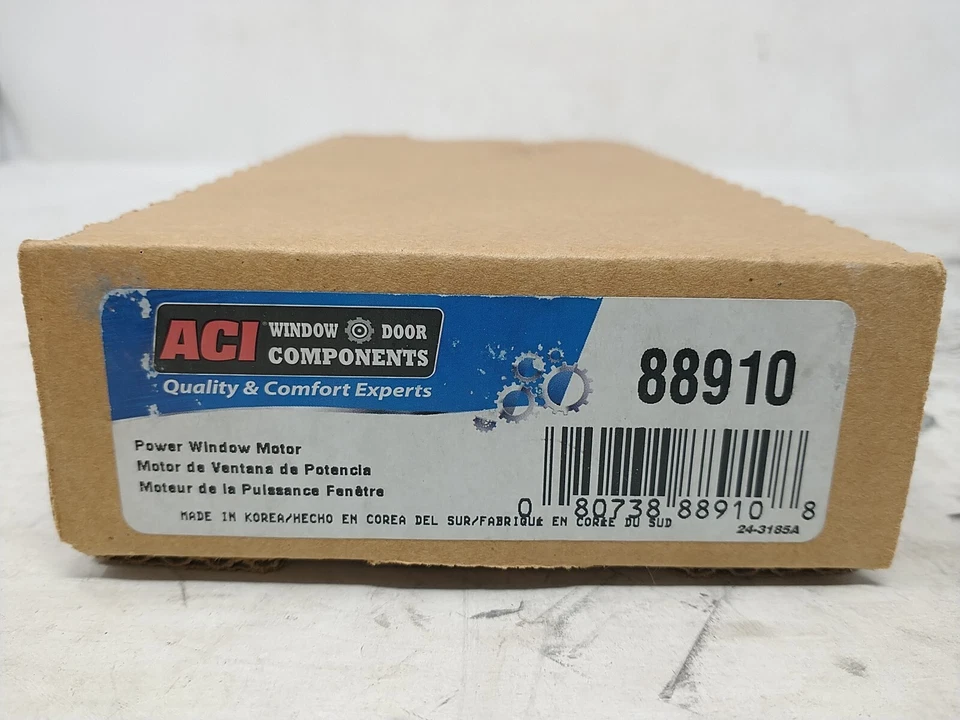 ACI WINDOW DOOR
COMPONENTS
Quality & Comfort Experts
88910
Power Window Motor
Motor de Ventana de Potencia
Moteur de la Puissance Fenêtre
MADE IN KOREA/HECHO EN COREA DEL SUR/FABRIQUÉ EN CORÉE DU SUD
0 80738 88910 8
24-3185A